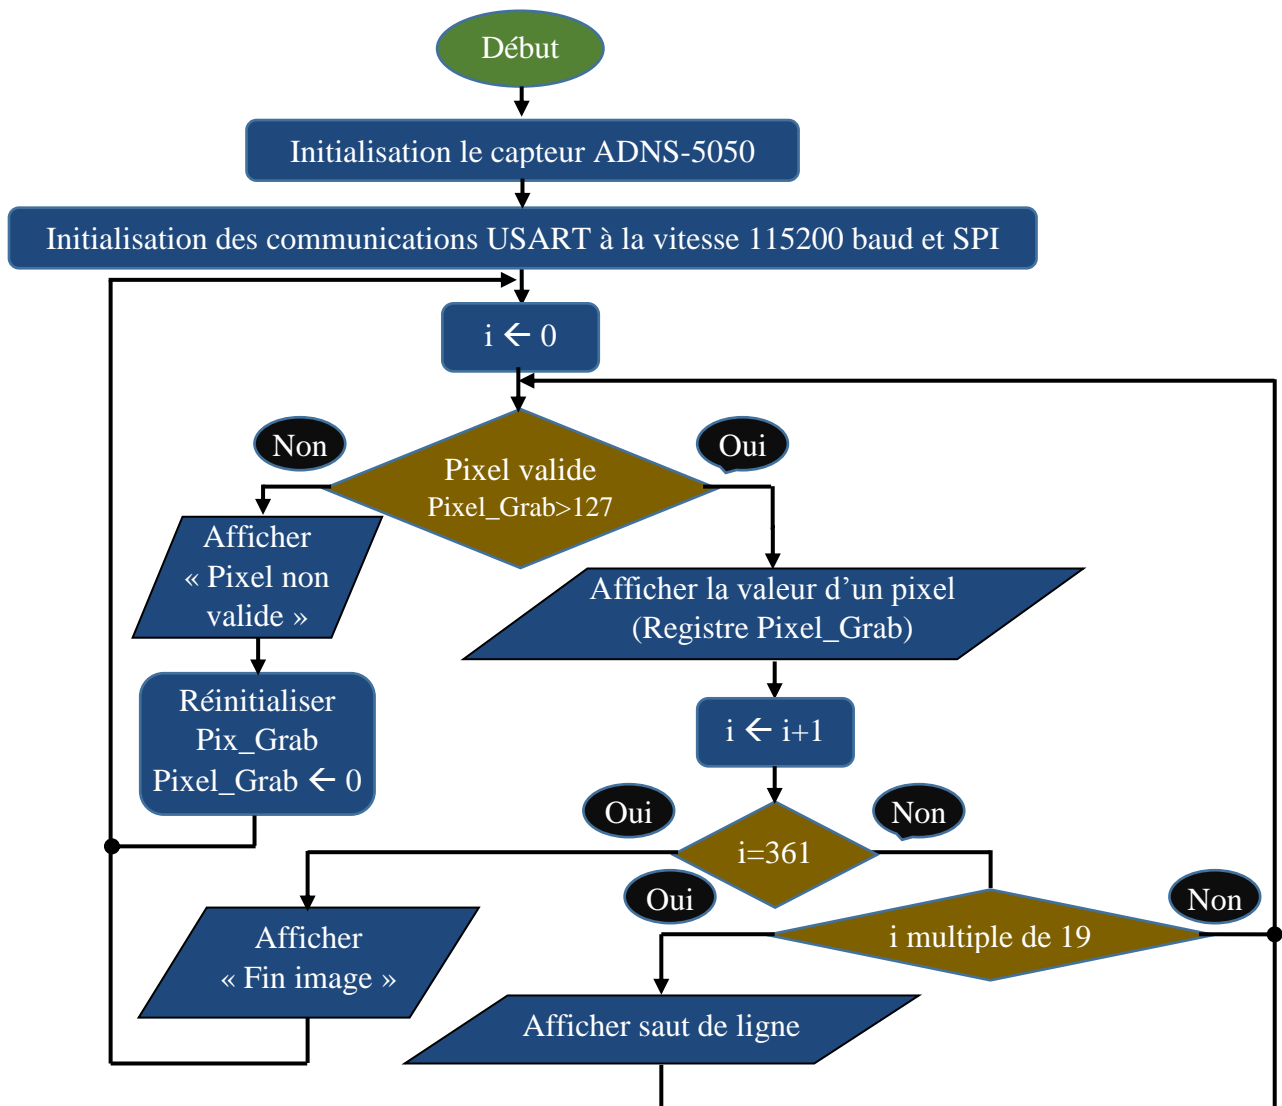 Début
Initialisation le capteur ADNS-5050
Initialisation des communications USART à la vitesse 115200 baud et SPI
i ← 0
Non
Oui
Pixel valide
Pixel_Grab>127
Afficher
« Pixel non
valide »
Afficher la valeur d’un pixel
(Registre Pixel_Grab)
Réinitialiser
Pix_Grab
Pixel_Grab ← 0
i ← i+1
Oui
Non
i=361
Oui
Non
i multiple de 19
Afficher
« Fin image »
Afficher saut de ligne